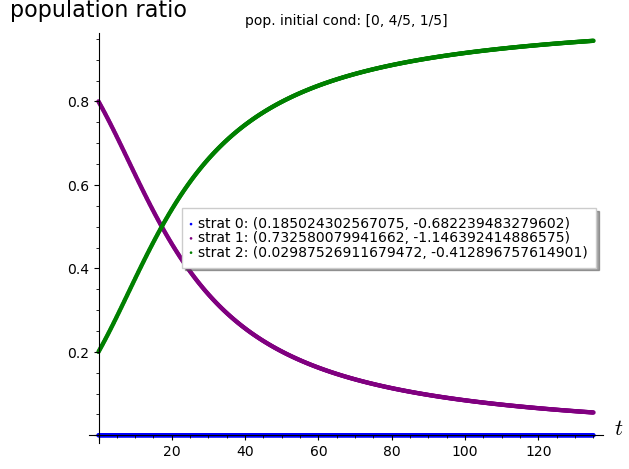 population ratio
pop. initial cond: [0, 4/5, 1/5]
0.8
0.6
strat 0: (0.185024302567075, -0.682239483279602)
strat 1: (0.732580079941662, -1.146392414886575)
strat 2: (0.02987526911679472, -0.412896757614901)
0.4
0.2
t
20 40 60 80 100 120